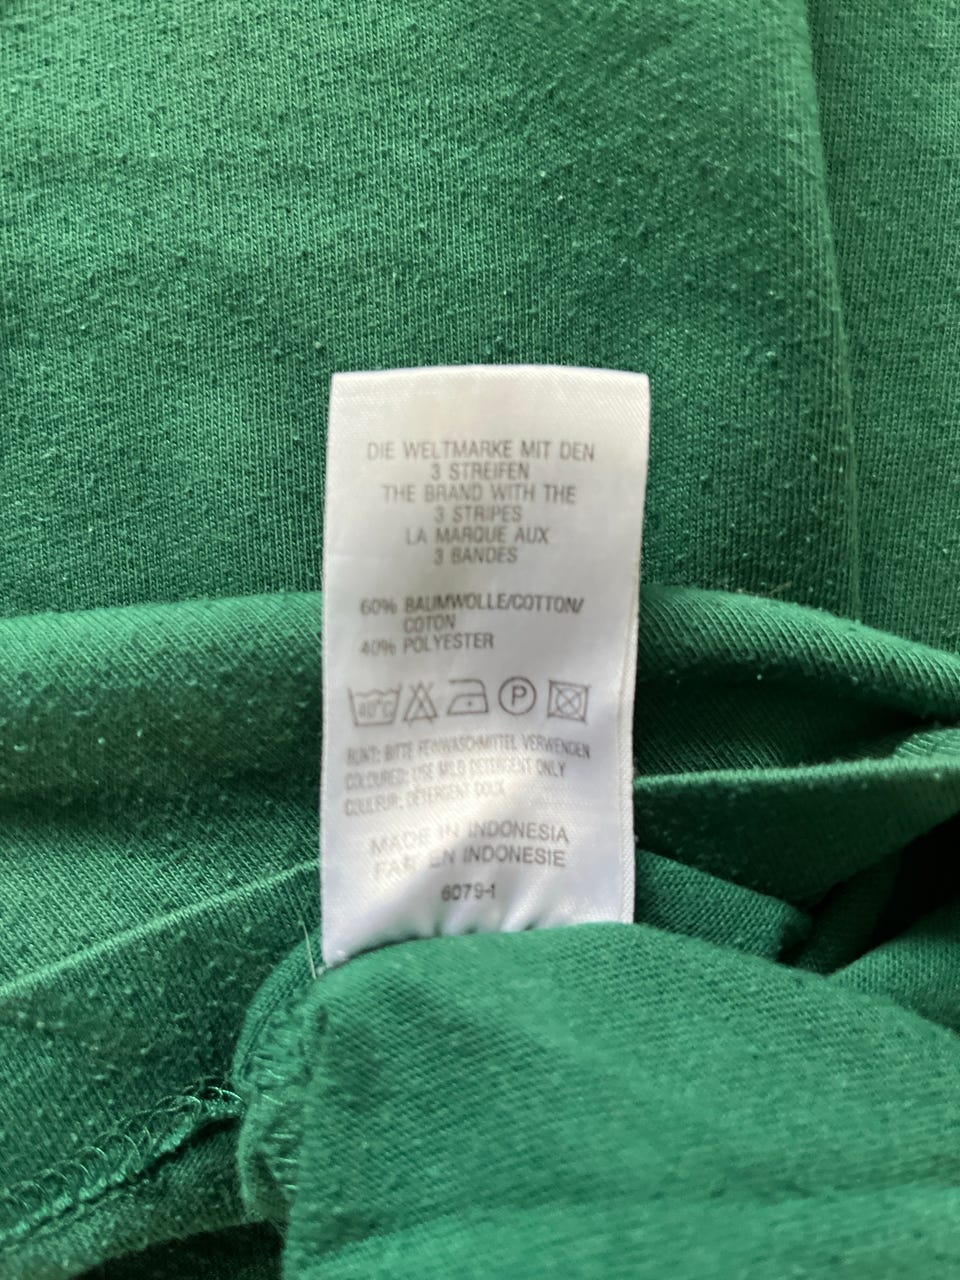 DIE WELTMARKE MIT DEN
3 STREIFEN
THE BRAND WITH THE
3 STRIPES
LA MARQUE AUX
3 BANDES
60% BAUMWOLLE/COTTON/
COTON
40% POLYESTER
40°C P
BUNT: BITTE FEINWASCHMITTEL VERWENDEN
COLOURED: USE MILD DETERGENT ONLY
COULEUR: DETERGENT DOUX
MADE IN INDONESIA
EN INDONESIE
6079-1